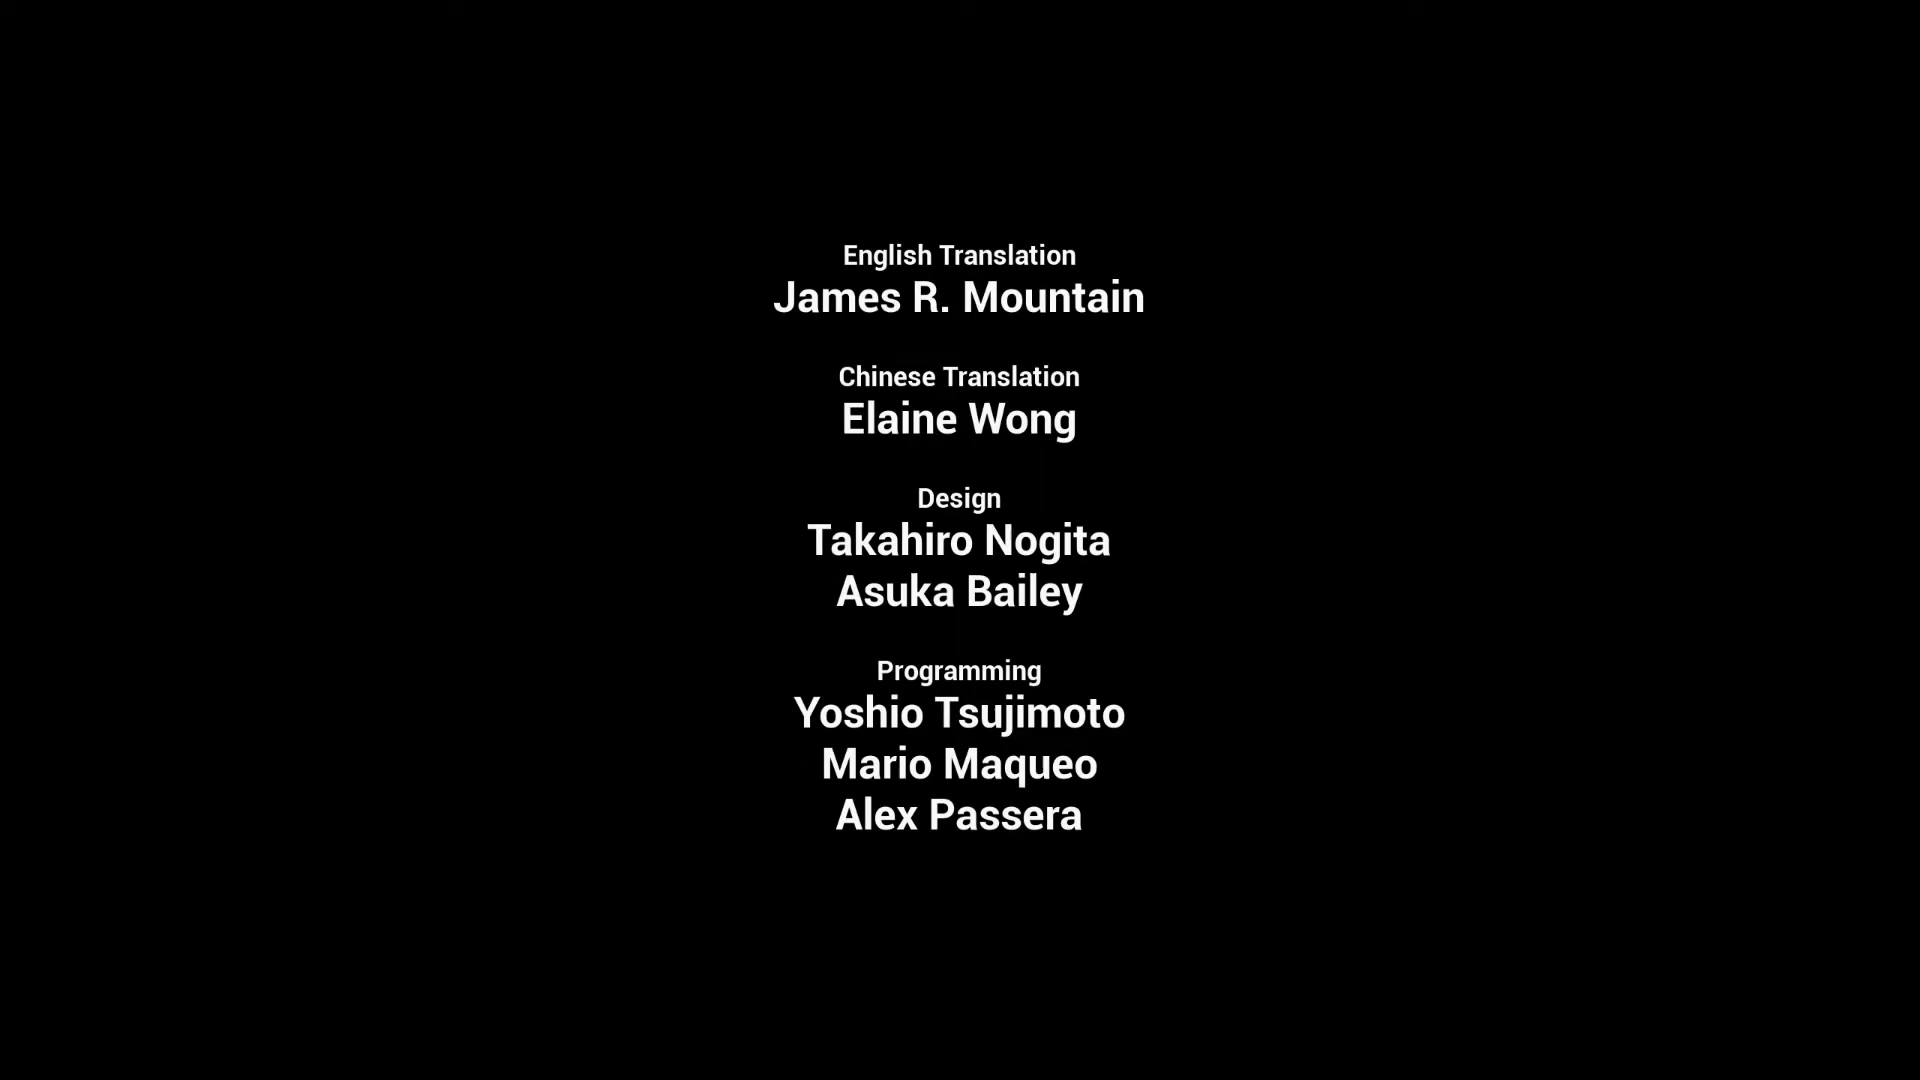 English Translation
James R. Mountain
Chinese Translation
Elaine Wong
Design
Takahiro Nogita
Asuka Bailey
Programming
Yoshio Tsujimoto
Mario Maqueo
Alex Passera